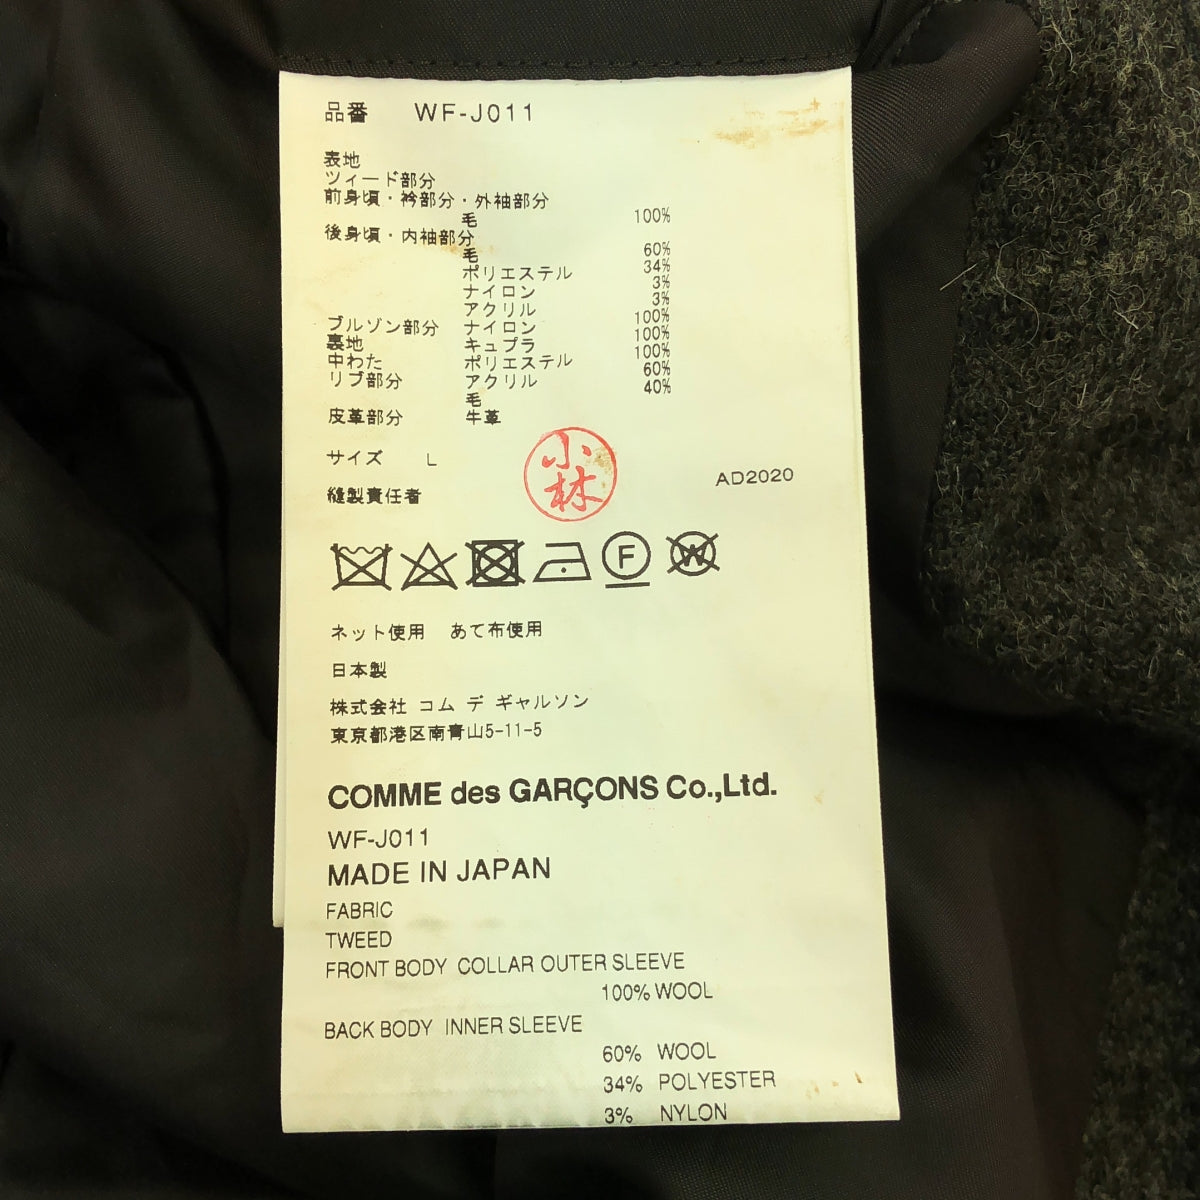 品番 WF-J011
表地
ツィード部分
前身頃・衿部分・外袖部分
毛 100%
後身頃・内袖部分
毛 60%
ポリエステル 34%
ナイロン 3%
アクリル 3%
ブルゾン部分 ナイロン 100%
裏地 キュプラ 100%
中わた ポリエステル 100%
リブ部分 アクリル 60%
毛 40%
皮革部分 牛革
サイズ L
小林
AD2020
縫製責任者
F
W
ネット使用 あて布使用
日本製
株式会社 コム デ ギャルソン
東京都港区南青山5-11-5
COMME des GARÇONS Co.,Ltd.
WF-J011
MADE IN JAPAN
FABRIC
TWEED
FRONT BODY COLLAR OUTER SLEEVE
100% WOOL
BACK BODY INNER SLEEVE
60% WOOL
34% POLYESTER
3% NYLON